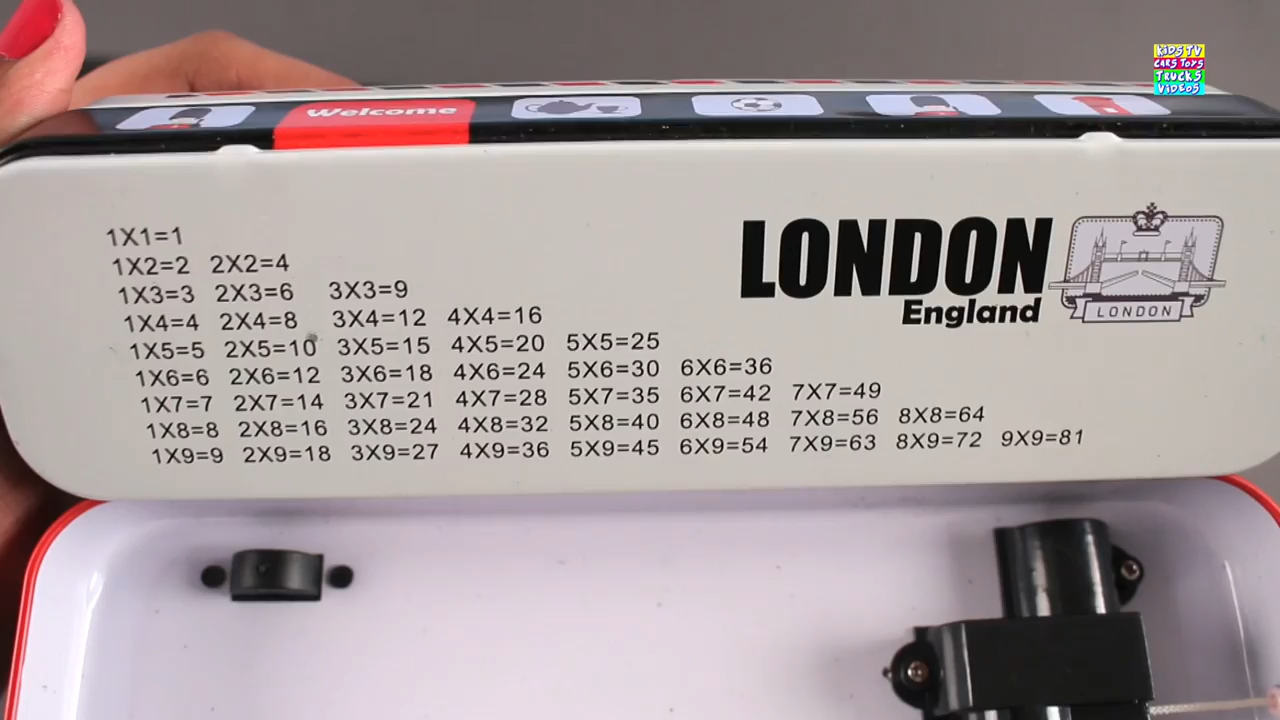 KiDS TV
CARS TOYS
TRUCKS
ViDEOS
Welcome
LONDON
England
LONDON
1X1=1
1X2=2 2X2=4
1X3=3 2X3=6 3X3=9
1X4=4 2X4=8 3X4=12 4X4=16
1X5=5 2X5=10 3X5=15 4X5=20 5X5=25
1X6=6 2X6=12 3X6=18 4X6=24 5X6=30 6X6=36
1X7=7 2X7=14 3X7=21 4X7=28 5X7=35 6X7=42 7X7=49
1X8=8 2X8=16 3X8=24 4X8=32 5X8=40 6X8=48 7X8=56 8X8=64
1X9=9 2X9=18 3X9=27 4X9=36 5X9=45 6X9=54 7X9=63 8X9=72 9X9=81